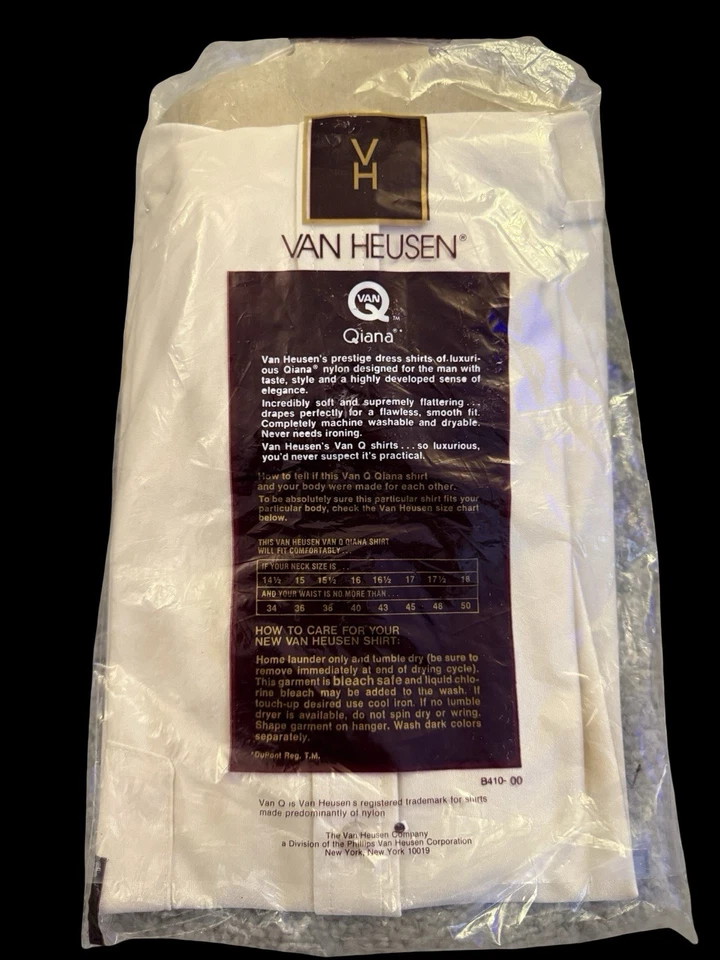 V
H
VAN HEUSEN®
VAN
Q™
Qiana®*
Van Heusen's prestige dress shirts of luxuri-
ous Qiana® nylon designed for the man with
taste, style and a highly developed sense of
elegance.
Incredibly soft and supremely flattering . . .
drapes perfectly for a flawless, smooth fit.
Completely machine washable and dryable.
Never needs ironing.
Van Heusen's Van Q shirts . . . so luxurious,
you'd never suspect it's practical.
How to tell if this Van Q Qiana shirt
and your body were made for each other.
To be absolutely sure this particular shirt fits your
particular body, check the Van Heusen size chart
below.
THIS VAN HEUSEN VAN Q QIANA SHIRT
WILL FIT COMFORTABLY . . .
IF YOUR NECK SIZE IS . . .
14½ 15 15½ 16 16½ 17 17½ 18
AND YOUR WAIST IS NO MORE THAN . . .
34 36 38 40 43 45 48 50
HOW TO CARE FOR YOUR
NEW VAN HEUSEN SHIRT:
Home launder only and tumble dry (be sure to
remove immediately at end of drying cycle).
This garment is bleach safe and liquid chlo-
rine bleach may be added to the wash. If
touch-up desired use cool iron. If no tumble
dryer is available, do not spin dry or wring.
Shape garment on hanger. Wash dark colors
separately.
*DuPont Reg. T.M.
B410- 00
Van Q is Van Heusen's registered trademark for shirts
made predominantly of nylon
The Van Heusen Company
a Division of the Phillips Van Heusen Corporation
New York, New York 10019